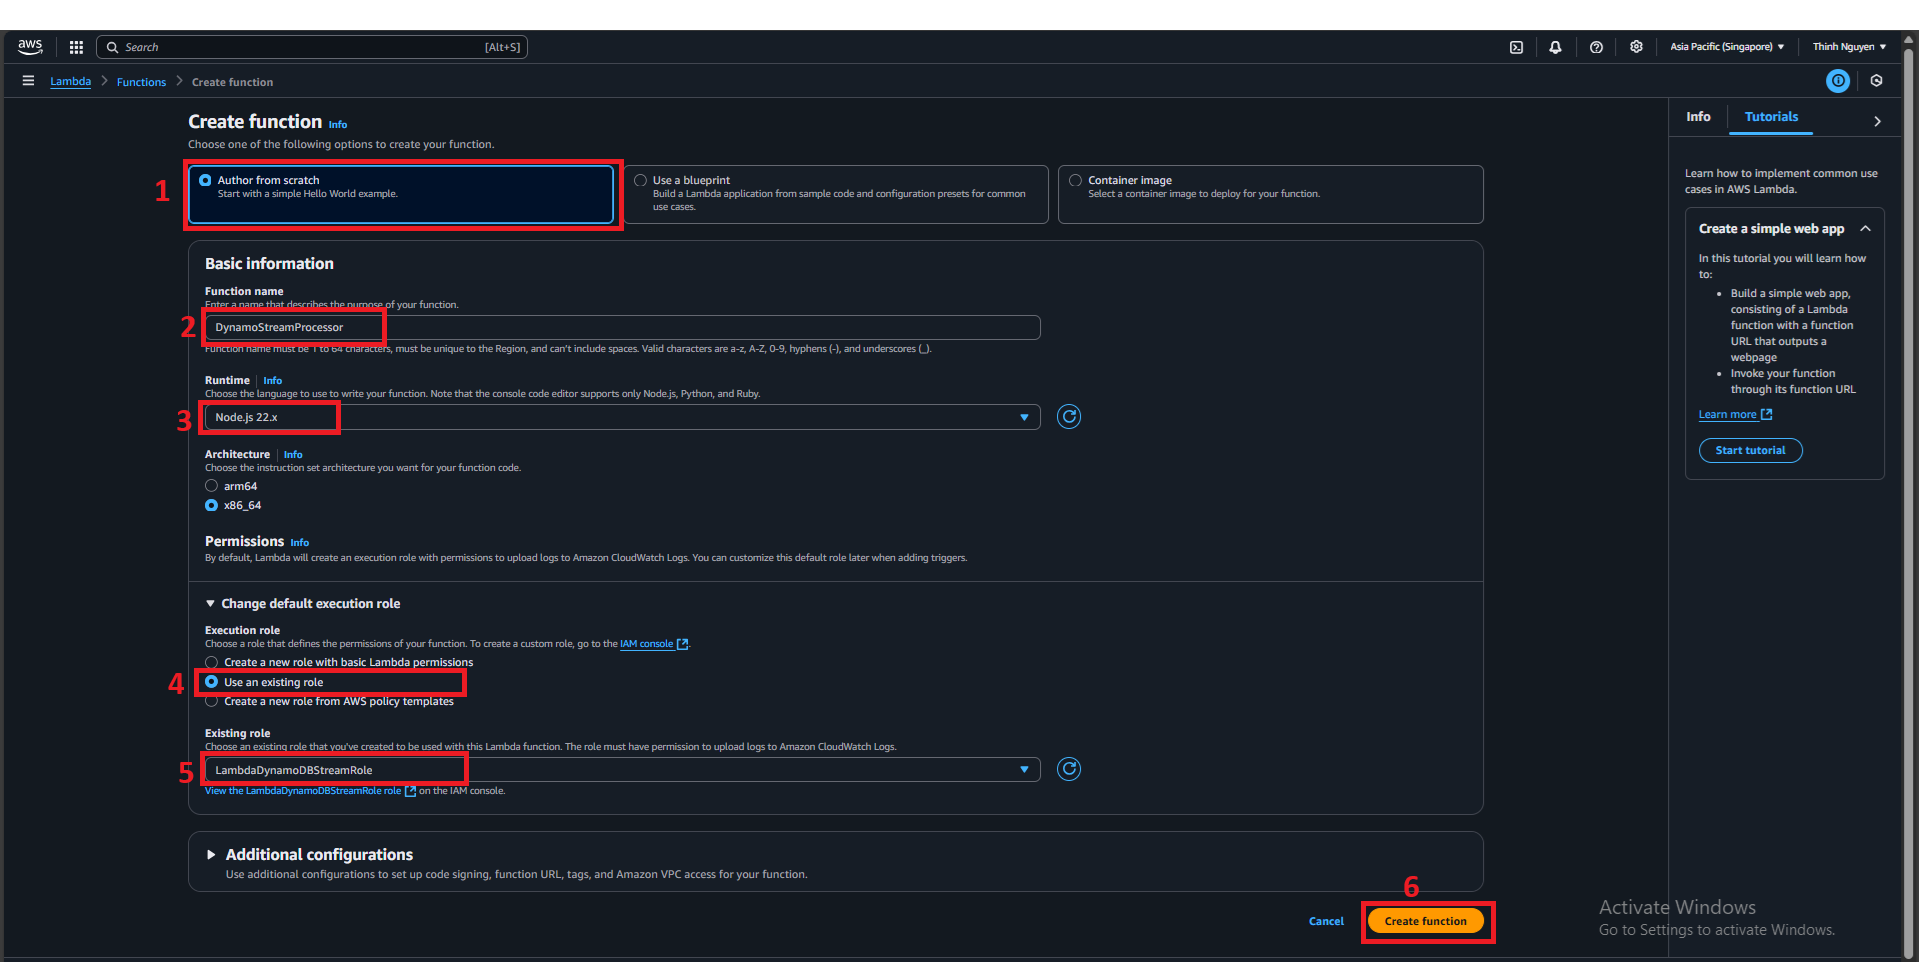 aws
Search [Alt+S]
Asia Pacific (Singapore)
Thinh Nguyen
Lambda > Functions > Create function
Info
Tutorials
Create function Info
Choose one of the following options to create your function.
1
Author from scratch
Start with a simple Hello World example.
Use a blueprint
Build a Lambda application from sample code and configuration presets for common
use cases.
Container image
Select a container image to deploy for your function.
Basic information
Function name
Enter a name that describes the purpose of your function.
2
DynamoStreamProcessor
Function name must be 1 to 64 characters, must be unique to the Region, and can't include spaces. Valid characters are a-z, A-Z, 0-9, hyphens (-), and underscores (_).
Runtime Info
Choose the language to use to write your function. Note that the console code editor supports only Node.js, Python, and Ruby.
3
Node.js 22.x
Architecture Info
Choose the instruction set architecture you want for your function code.
arm64
x86_64
Permissions Info
By default, Lambda will create an execution role with permissions to upload logs to Amazon CloudWatch Logs. You can customize this default role later when adding triggers.
Change default execution role
Execution role
Choose a role that defines the permissions of your function. To create a custom role, go to the IAM console.
Create a new role with basic Lambda permissions
4
Use an existing role
Create a new role from AWS policy templates
Existing role
Choose an existing role that you've created to be used with this Lambda function. The role must have permission to upload logs to Amazon CloudWatch Logs.
5
LambdaDynamoDBStreamRole
View the LambdaDynamoDBStreamRole role on the IAM console.
Additional configurations
Use additional configurations to set up code signing, function URL, tags, and Amazon VPC access for your function.
6
Cancel
Create function
Learn how to implement common use
cases in AWS Lambda.
Create a simple web app
In this tutorial you will learn how
to:
• Build a simple web app,
consisting of a Lambda
function with a function
URL that outputs a
webpage
• Invoke your function
through its function URL
Learn more
Start tutorial
Activate Windows
Go to Settings to activate Windows.